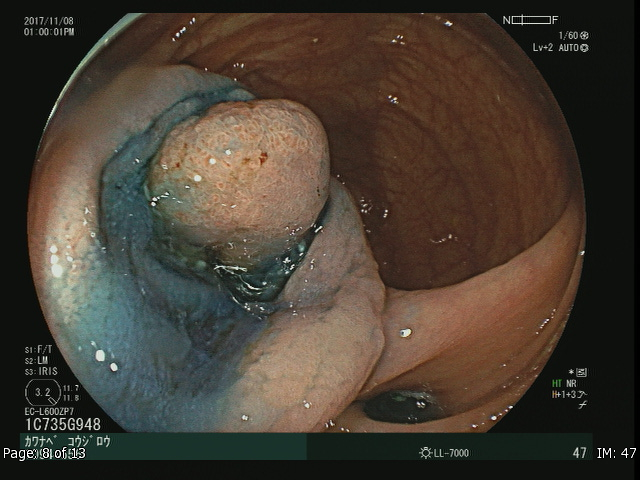 2017/11/08
01:00:01PM
N F
1/60
Lv+2 AUTO
S1:F/T
S2:LM
S3:IRIS
3.2
11.7
11.8
EC-L600ZP7
1C735G948
カワナベ コウジロウ
Page: 8 of 13
HT NR
H+1+3
LL-7000
47
IM: 47